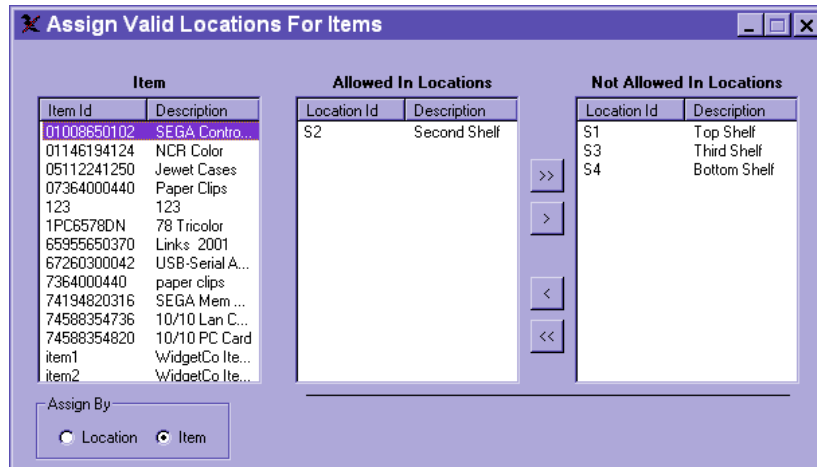 Assign Valid Locations For Items
Item
Item Id Description
01008650102 SEGA Contro...
01146194124 NCR Color
05112241250 Jewet Cases
07364000440 Paper Clips
123 123
1PC6578DN 78 Tricolor
65955650370 Links 2001
67260300042 USB-Serial A...
7364000440 paper clips
74194820316 SEGA Mem ...
74588354736 10/10 Lan C...
74588354820 10/10 PC Card
item1 WidgetCo Ite...
item2 WidgetCo Ite...
Allowed In Locations
Location Id Description
S2 Second Shelf
>>
>
<
<<
Not Allowed In Locations
Location Id Description
S1 Top Shelf
S3 Third Shelf
S4 Bottom Shelf
Assign By
Location Item